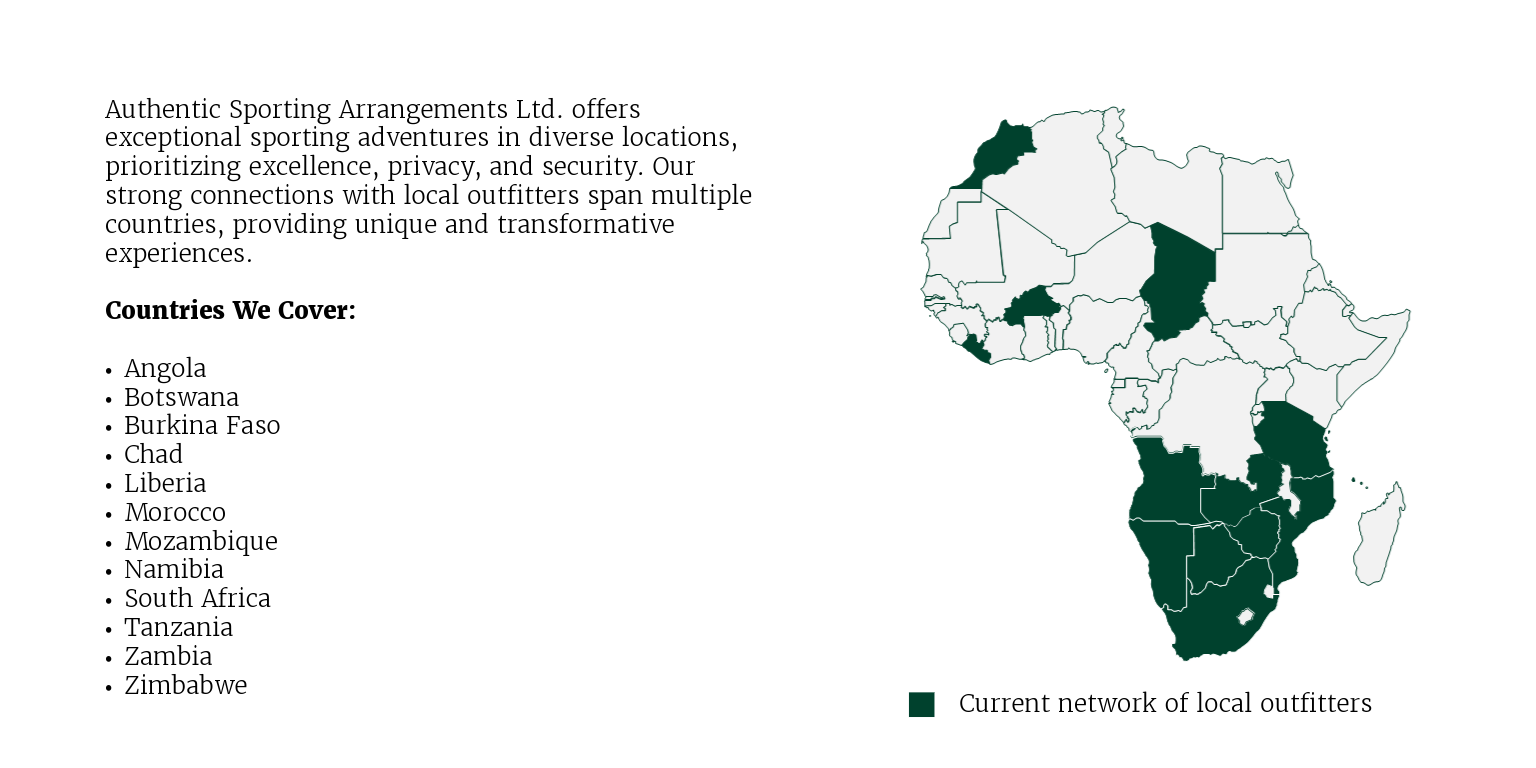 Authentic Sporting Arrangements Ltd. offers
exceptional sporting adventures in diverse locations,
prioritizing excellence, privacy, and security. Our
strong connections with local outfitters span multiple
countries, providing unique and transformative
experiences.
Countries We Cover:
• Angola
• Botswana
• Burkina Faso
• Chad
• Liberia
• Morocco
• Mozambique
• Namibia
• South Africa
• Tanzania
• Zambia
• Zimbabwe
Current network of local outfitters